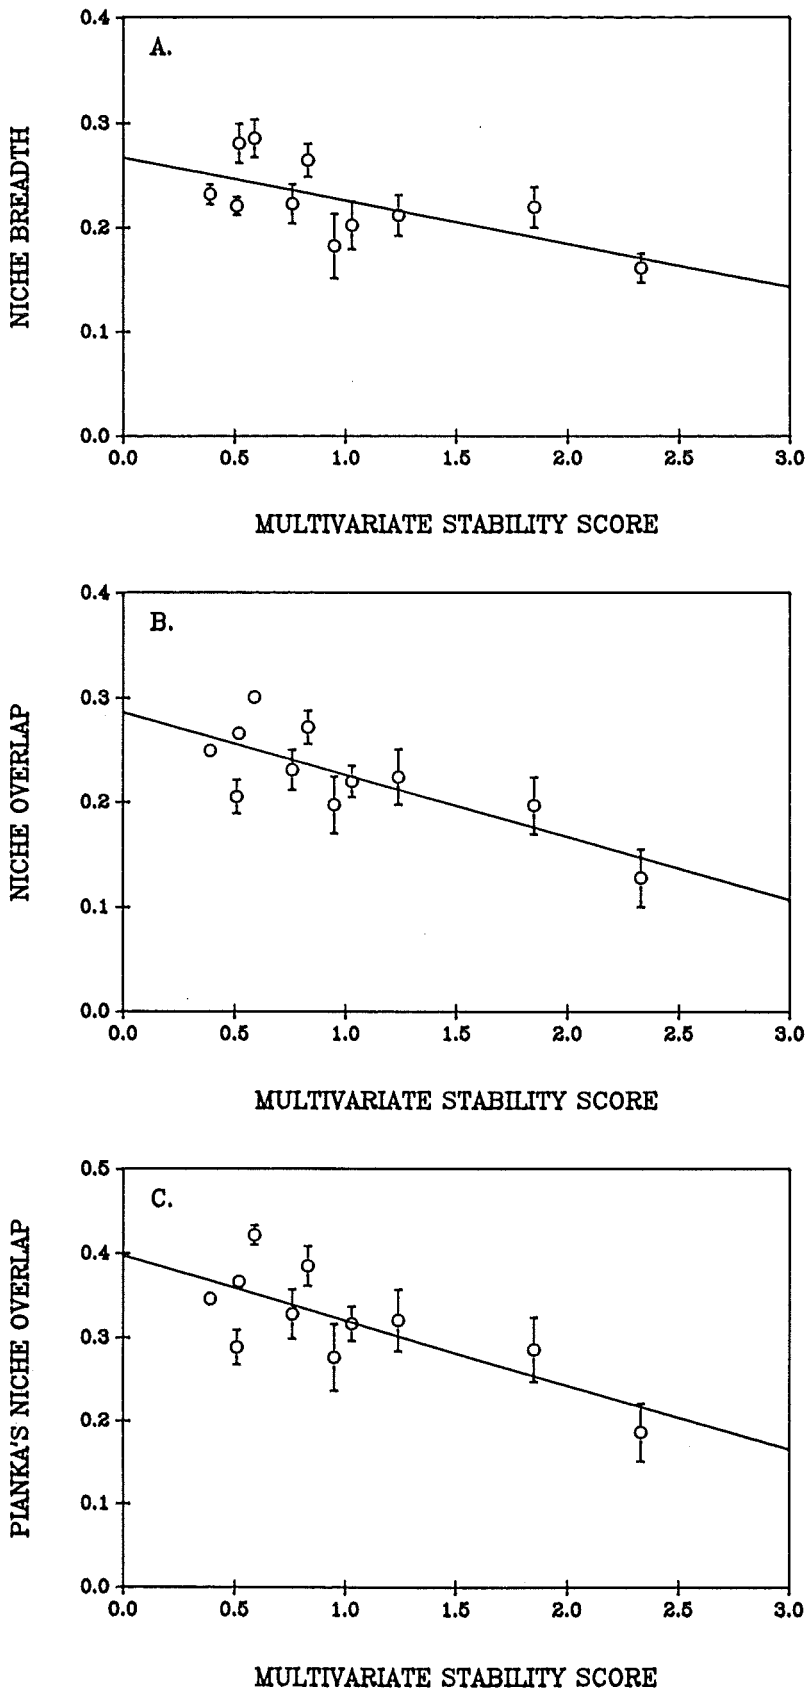 A.
NICHE BREADTH
0.4
0.3
0.2
0.1
0.0
0.0 0.5 1.0 1.5 2.0 2.5 3.0
MULTIVARIATE STABILITY SCORE
B.
NICHE OVERLAP
0.4
0.3
0.2
0.1
0.0
0.0 0.5 1.0 1.5 2.0 2.5 3.0
MULTIVARIATE STABILITY SCORE
C.
PIANKA'S NICHE OVERLAP
0.5
0.4
0.3
0.2
0.1
0.0
0.0 0.5 1.0 1.5 2.0 2.5 3.0
MULTIVARIATE STABILITY SCORE